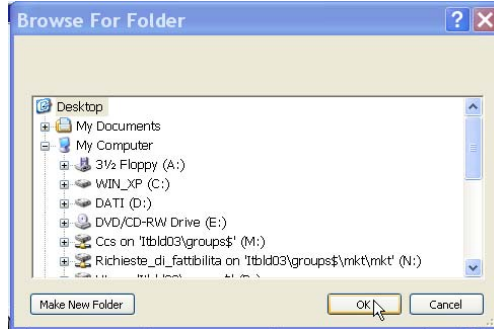 Browse For Folder
Desktop
My Documents
My Computer
3½ Floppy (A:)
WIN_XP (C:)
DATI (D:)
DVD/CD-RW Drive (E:)
Ccs on 'Itbld03\groups$' (M:)
Richieste_di_fattibilita on 'Itbld03\groups$\mkt\mkt' (N:)
Make New Folder
OK
Cancel